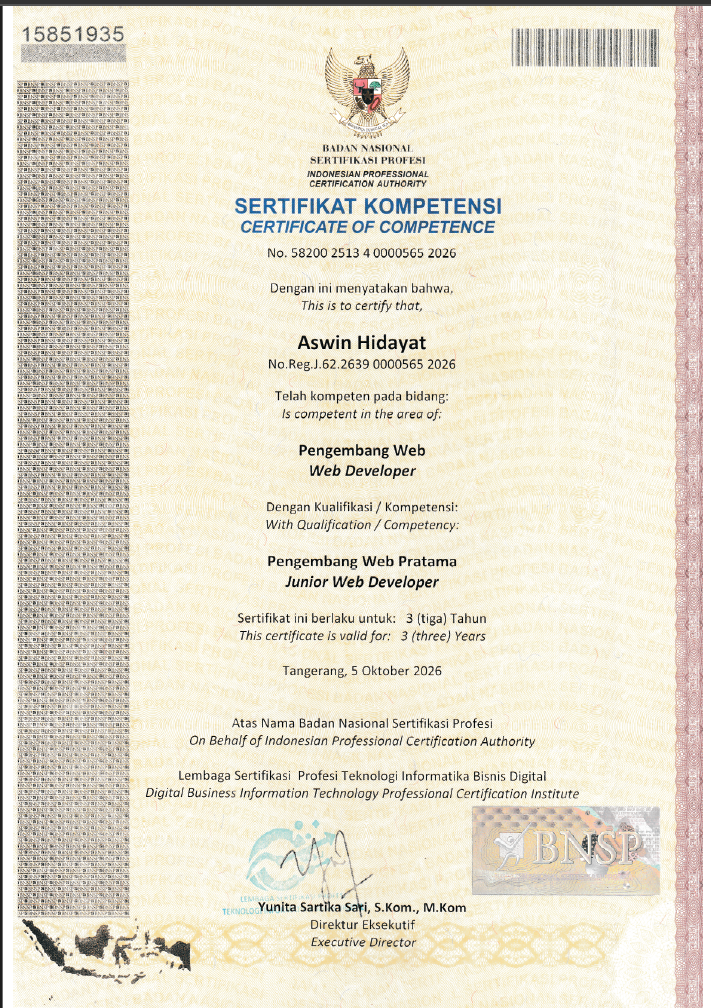 15851935
BADAN NASIONAL
SERTIFIKASI PROFESI
INDONESIAN PROFESSIONAL
CERTIFICATION AUTHORITY
SERTIFIKAT KOMPETENSI
CERTIFICATE OF COMPETENCE
No. 58200 2513 4 0000565 2026
Dengan ini menyatakan bahwa,
This is to certify that,
Aswin Hidayat
No.Reg.J.62.2639 0000565 2026
Telah kompeten pada bidang:
Is competent in the area of:
Pengembang Web
Web Developer
Dengan Kualifikasi / Kompetensi:
With Qualification / Competency:
Pengembang Web Pratama
Junior Web Developer
Sertifikat ini berlaku untuk: 3 (tiga) Tahun
This certificate is valid for: 3 (three) Years
Tangerang, 5 Oktober 2026
Atas Nama Badan Nasional Sertifikasi Profesi
On Behalf of Indonesian Professional Certification Authority
Lembaga Sertifikasi Profesi Teknologi Informatika Bisnis Digital
Digital Business Information Technology Professional Certification Institute
BNSP
Yunita Sartika Sari, S.Kom., M.Kom
Direktur Eksekutif
Executive Director